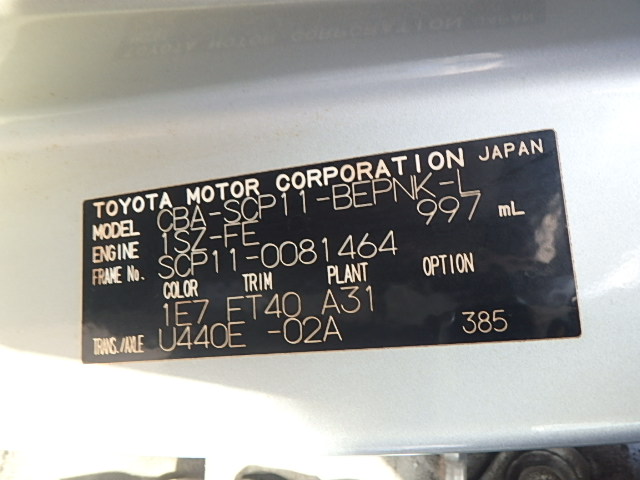 TOYOTA MOTOR CORPORATION JAPAN
MODEL CBA-SCP11-BEPNK-L
ENGINE 1SZ-FE 997 mL
FRAME No. SCP11-0081464
COLOR TRIM PLANT OPTION
1E7 FT40 A31
TRANS./AXLE U440E -02A 385